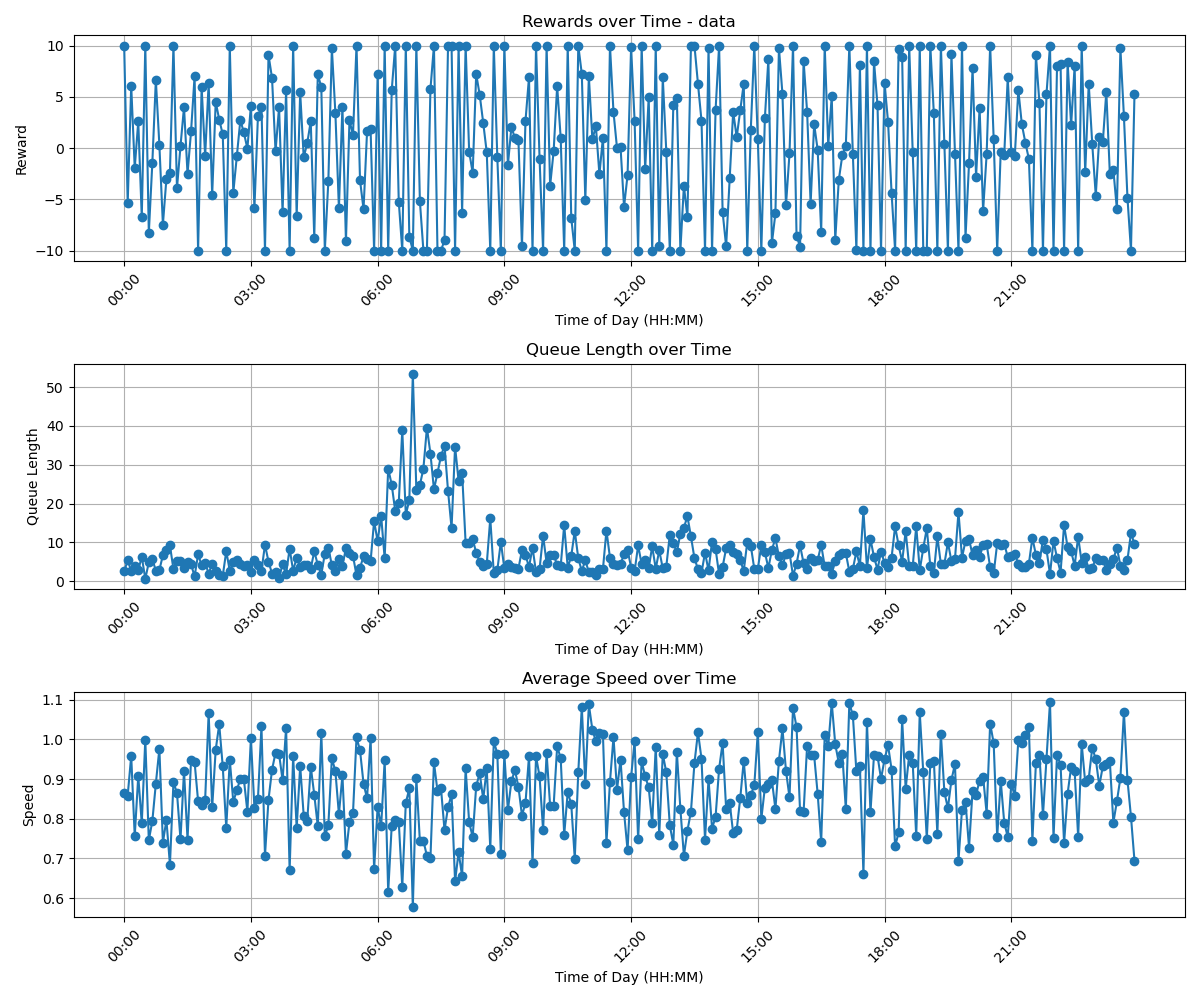 Rewards over Time - data
Reward
10
5
0
−5
−10
00:00 03:00 06:00 09:00 12:00 15:00 18:00 21:00
Time of Day (HH:MM)
Queue Length over Time
Queue Length
50
40
30
20
10
0
00:00 03:00 06:00 09:00 12:00 15:00 18:00 21:00
Time of Day (HH:MM)
Average Speed over Time
Speed
1.1
1.0
0.9
0.8
0.7
0.6
00:00 03:00 06:00 09:00 12:00 15:00 18:00 21:00
Time of Day (HH:MM)